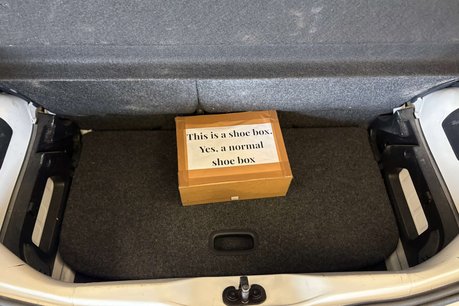 This is a shoe box.
Yes, a normal
shoe box